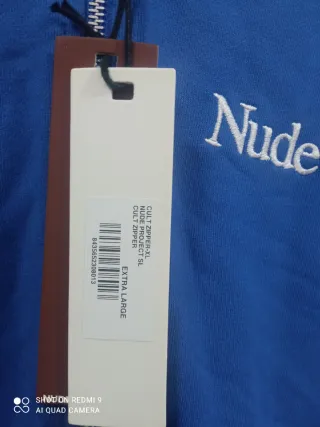 Nude
CULT ZIPPER-XL
NUDE PROJECT SL
CULT ZIPPER
EXTRA LARGE
8435652308013
Nude
SHOT ON REDMI 9
AI QUAD CAMERA